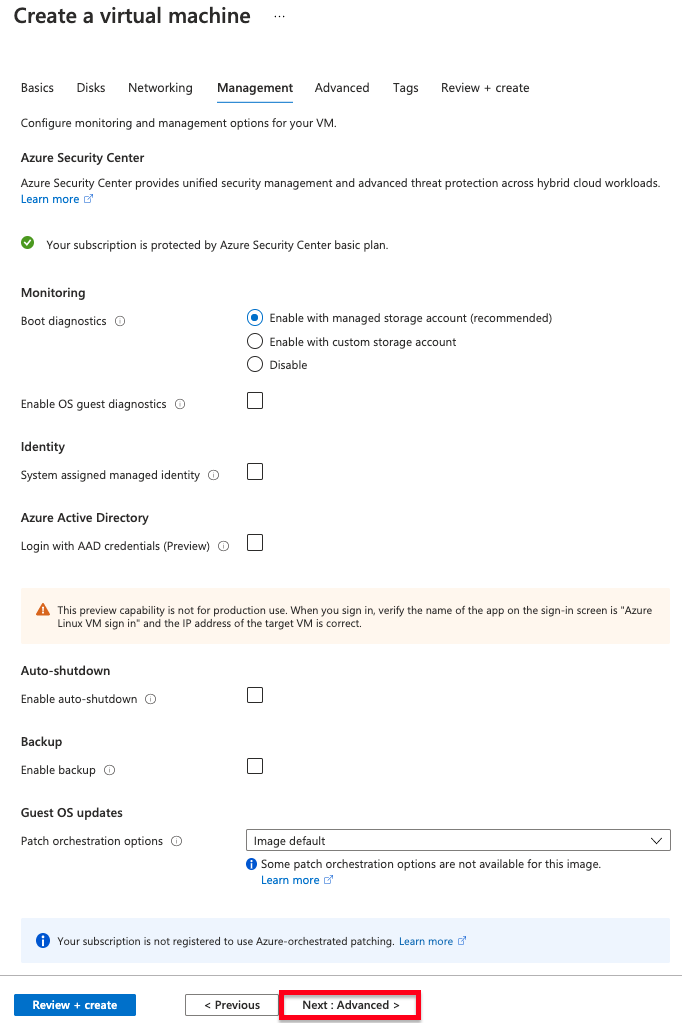 Create a virtual machine ...
Basics Disks Networking Management Advanced Tags Review + create
Configure monitoring and management options for your VM.
Azure Security Center
Azure Security Center provides unified security management and advanced threat protection across hybrid cloud workloads.
Learn more
Your subscription is protected by Azure Security Center basic plan.
Monitoring
Boot diagnostics
Enable with managed storage account (recommended)
Enable with custom storage account
Disable
Enable OS guest diagnostics
Identity
System assigned managed identity
Azure Active Directory
Login with AAD credentials (Preview)
This preview capability is not for production use. When you sign in, verify the name of the app on the sign-in screen is "Azure
Linux VM sign in" and the IP address of the target VM is correct.
Auto-shutdown
Enable auto-shutdown
Backup
Enable backup
Guest OS updates
Patch orchestration options
Image default
Some patch orchestration options are not available for this image.
Learn more
Your subscription is not registered to use Azure-orchestrated patching. Learn more
Review + create < Previous Next : Advanced >